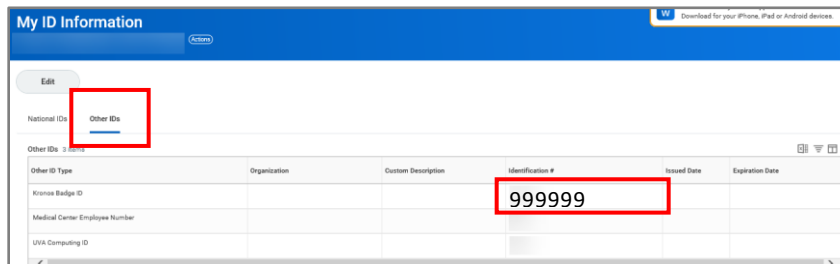 My ID Information
Actions
W
Download for your iPhone, iPad or Android devices.
Edit
National IDs Other IDs
Other IDs 3 items
Other ID Type Organization Custom Description Identification # Issued Date Expiration Date
Kronos Badge ID 999999
Medical Center Employee Number
UVA Computing ID